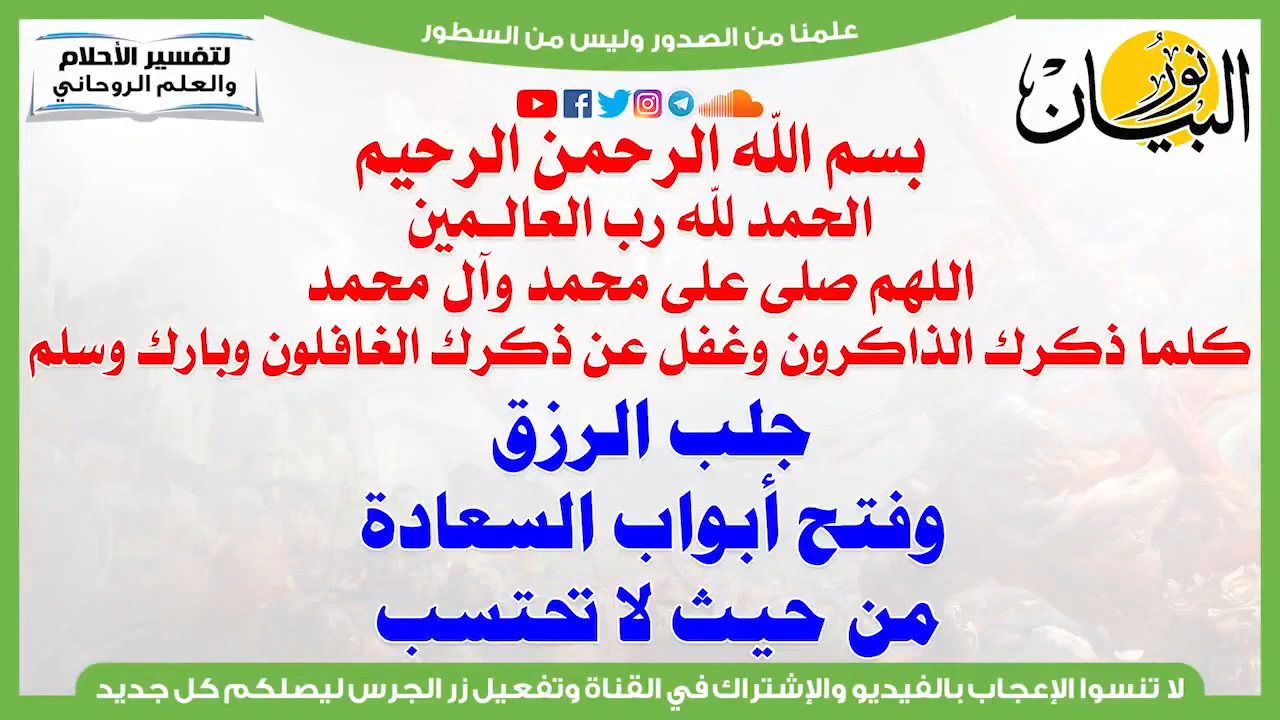 علمنا من الصدور وليس من السطور
نور
البيان
لتفسير الأحلام
والعلم الروحاني
بسم الله الرحمن الرحيم
الحمد لله رب العالـمين
اللهم صلى على محمد وآل محمد
كلما ذكرك الذاكرون وغفل عن ذكرك الغافلون وبارك وسلم
جلب الرزق
وفتح أبواب السعادة
من حيث لا تحتسب
لا تنسوا الإعجاب بالفيديو والإشتراك في القناة وتفعيل زر الجرس ليصلكم كل جديد